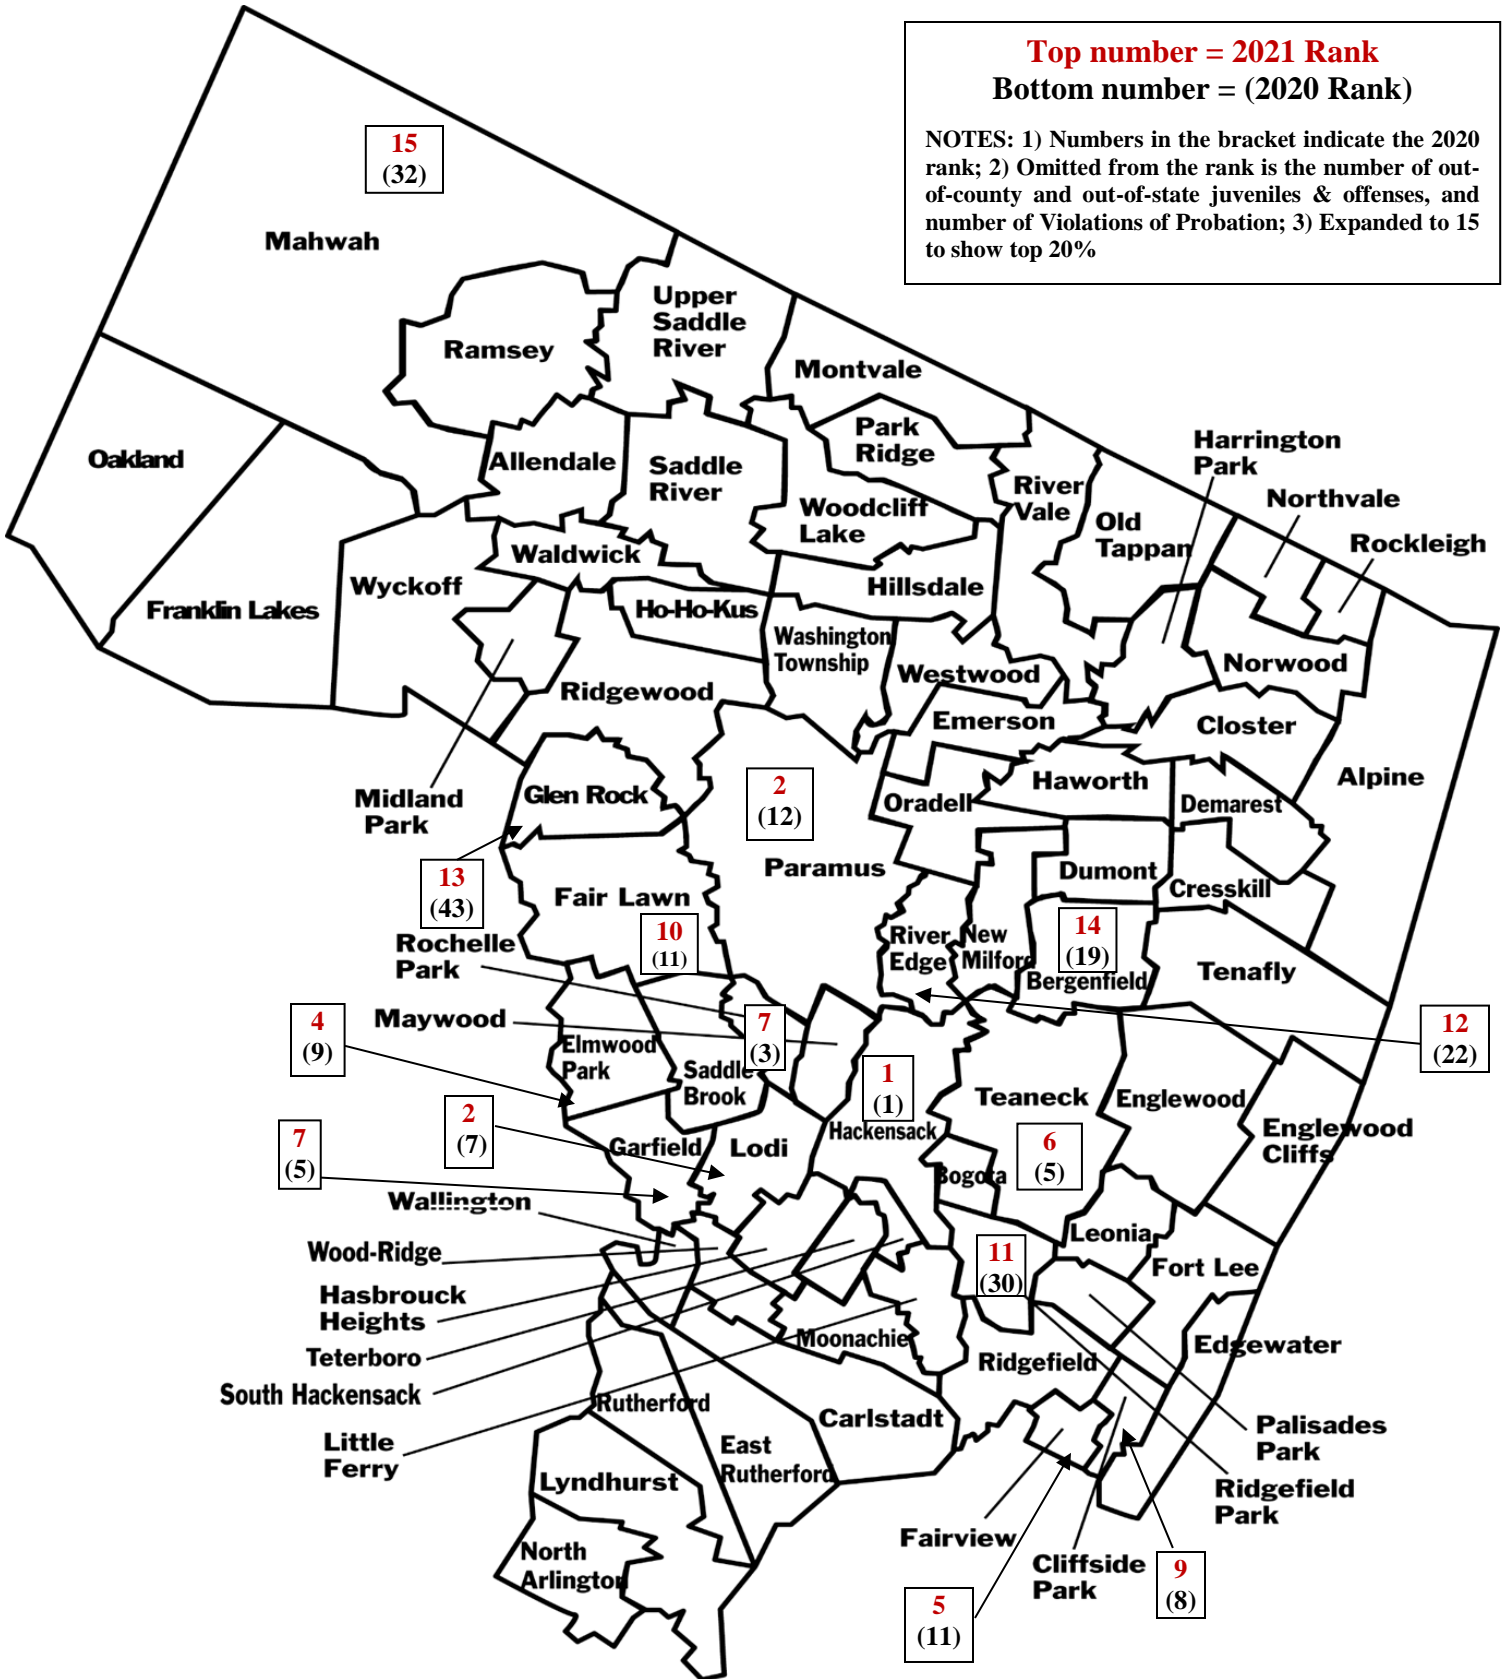 Top number = 2021 Rank
Bottom number = (2020 Rank)
NOTES: 1) Numbers in the bracket indicate the 2020
rank; 2) Omitted from the rank is the number of out-
of-county and out-of-state juveniles & offenses, and
number of Violations of Probation; 3) Expanded to 15
to show top 20%
15
(32)
Mahwah
Upper
Saddle
River
Ramsey
Montvale
Park
Ridge
Harrington
Park
Oakland
Allendale
Saddle
River
River
Vale
Northvale
Woodcliff
Lake
Old
Tappan
Rockleigh
Waldwick
Wyckoff
Hillsdale
Franklin Lakes
Ho-Ho-Kus
Washington
Township
Westwood
Norwood
Ridgewood
Emerson
Closter
Midland
Park
Glen Rock
2
(12)
Oradell
Haworth
Demarest
Alpine
Paramus
Dumont
13
(43)
Fair Lawn
Cresskill
10
(11)
14
(19)
Rochelle
Park
River
Edge
New
Milford
Bergenfield
Tenafly
4
(9)
Maywood
7
(3)
12
(22)
Elmwood
Park
Saddle
Brook
1
(1)
Teaneck
Englewood
2
(7)
7
(5)
Garfield
Lodi
Hackensack
6
(5)
Englewood
Cliffs
Bogota
Wallington
Leonia
Wood-Ridge
11
(30)
Fort Lee
Hasbrouck
Heights
Teterboro
Moonachie
Ridgefield
Edgewater
South Hackensack
Rutherford
Carlstadt
Palisades
Park
Little
Ferry
East
Rutherford
Lyndhurst
Ridgefield
Park
Fairview
North
Arlington
Cliffside
Park
9
(8)
5
(11)